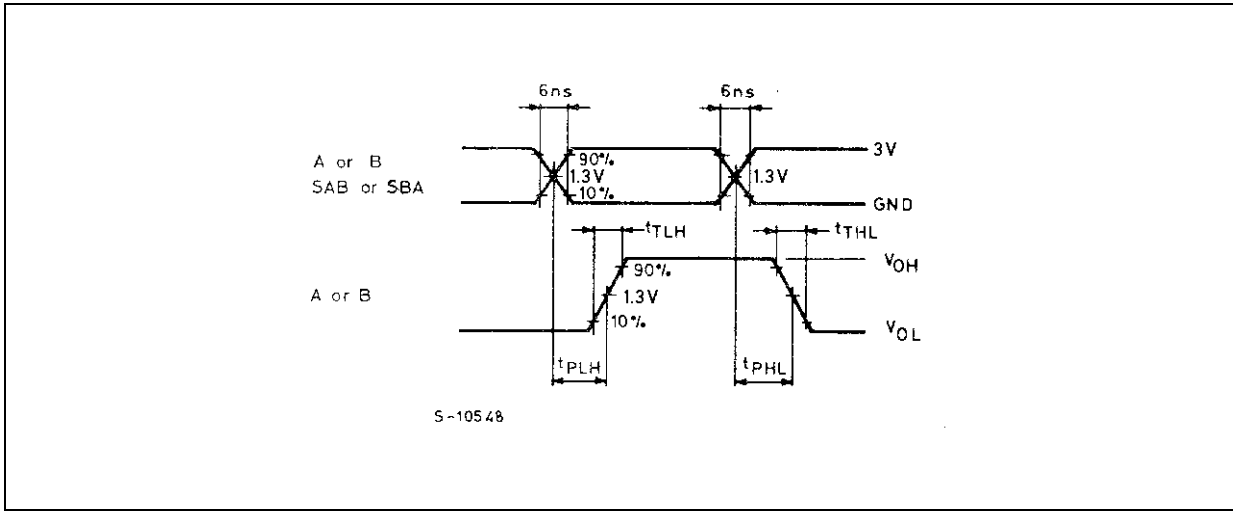 6ns 6ns
A or B
SAB or SBA
90%
1.3V
10%
1.3V
3V
GND
tTLH tTHL
A or B
90%
1.3V
10%
VOH
VOL
tPLH tPHL
S-10548